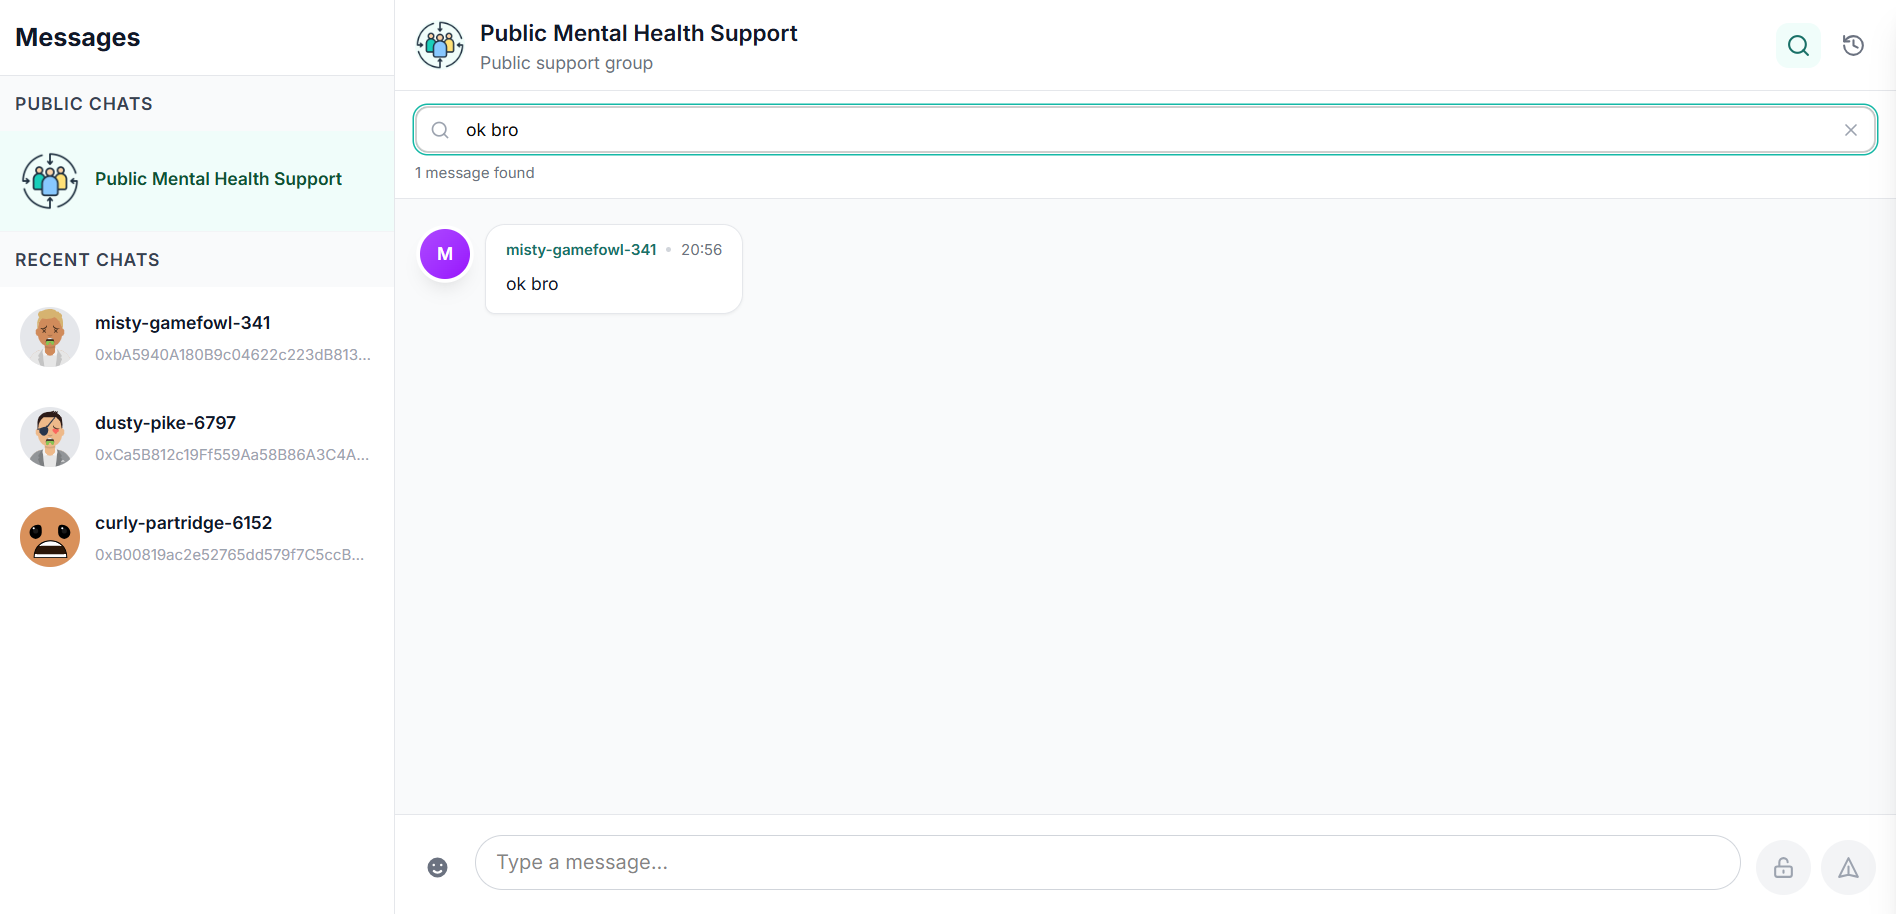 Messages
PUBLIC CHATS
Public Mental Health Support
RECENT CHATS
misty-gamefowl-341
0xbA5940A180B9c04622c223dB813...
dusty-pike-6797
0xCa5B812c19Ff559Aa58B86A3C4A...
curly-partridge-6152
0xB00819ac2e52765dd579f7C5ccB...
Public Mental Health Support
Public support group
ok bro
1 message found
M
misty-gamefowl-341 • 20:56
ok bro
Type a message...